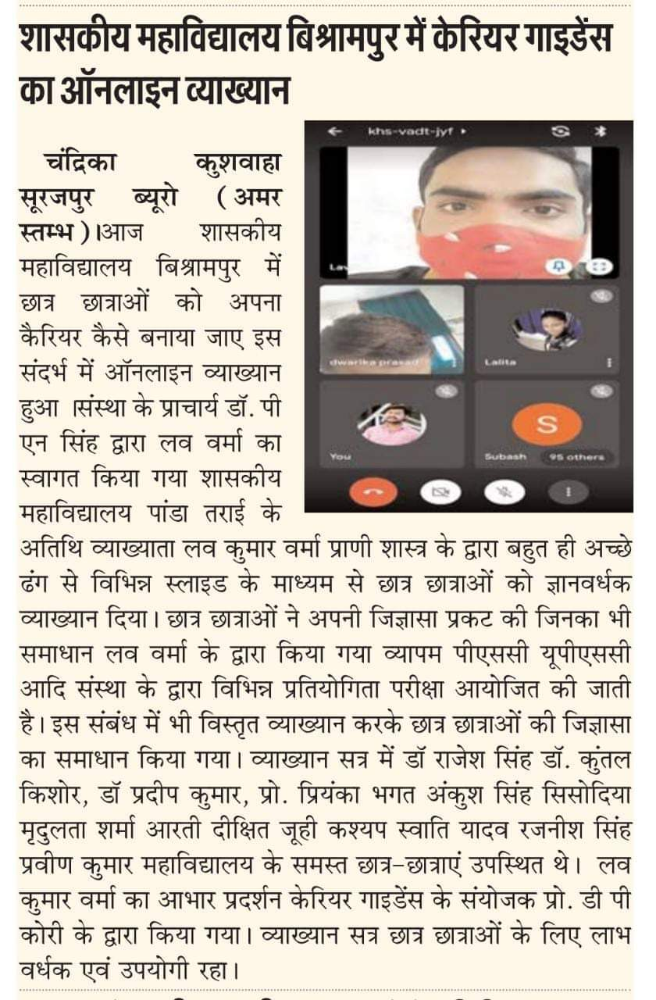 शासकीय महाविद्यालय बिश्रामपुर में केरियर गाइडेंस
का ऑनलाइन व्याख्यान
चंद्रिका कुशवाहा
सूरजपुर ब्यूरो (अमर
स्तम्भ)।आज शासकीय
महाविद्यालय बिश्रामपुर में
छात्र छात्राओं को अपना
कैरियर कैसे बनाया जाए इस
संदर्भ में ऑनलाइन व्याख्यान
हुआ ।संस्था के प्राचार्य डॉ. पी
एन सिंह द्वारा लव वर्मा का
स्वागत किया गया शासकीय
महाविद्यालय पांडा तराई के
अतिथि व्याख्याता लव कुमार वर्मा प्राणी शास्त्र के द्वारा बहुत ही अच्छे
ढंग से विभिन्न स्लाइड के माध्यम से छात्र छात्राओं को ज्ञानवर्धक
व्याख्यान दिया। छात्र छात्राओं ने अपनी जिज्ञासा प्रकट की जिनका भी
समाधान लव वर्मा के द्वारा किया गया व्यापम पीएससी यूपीएससी
आदि संस्था के द्वारा विभिन्न प्रतियोगिता परीक्षा आयोजित की जाती
है। इस संबंध में भी विस्तृत व्याख्यान करके छात्र छात्राओं की जिज्ञासा
का समाधान किया गया। व्याख्यान सत्र में डॉ राजेश सिंह डॉ. कुंतल
किशोर, डॉ प्रदीप कुमार, प्रो. प्रियंका भगत अंकुश सिंह सिसोदिया
मृदुलता शर्मा आरती दीक्षित जूही कश्यप स्वाति यादव रजनीश सिंह
प्रवीण कुमार महाविद्यालय के समस्त छात्र-छात्राएं उपस्थित थे। लव
कुमार वर्मा का आभार प्रदर्शन केरियर गाइडेंस के संयोजक प्रो. डी पी
कोरी के द्वारा किया गया। व्याख्यान सत्र छात्र छात्राओं के लिए लाभ
वर्धक एवं उपयोगी रहा।
khs-vadt-jyf
Lav
dwarika prasad
Lalita
You
S
Subash 95 others